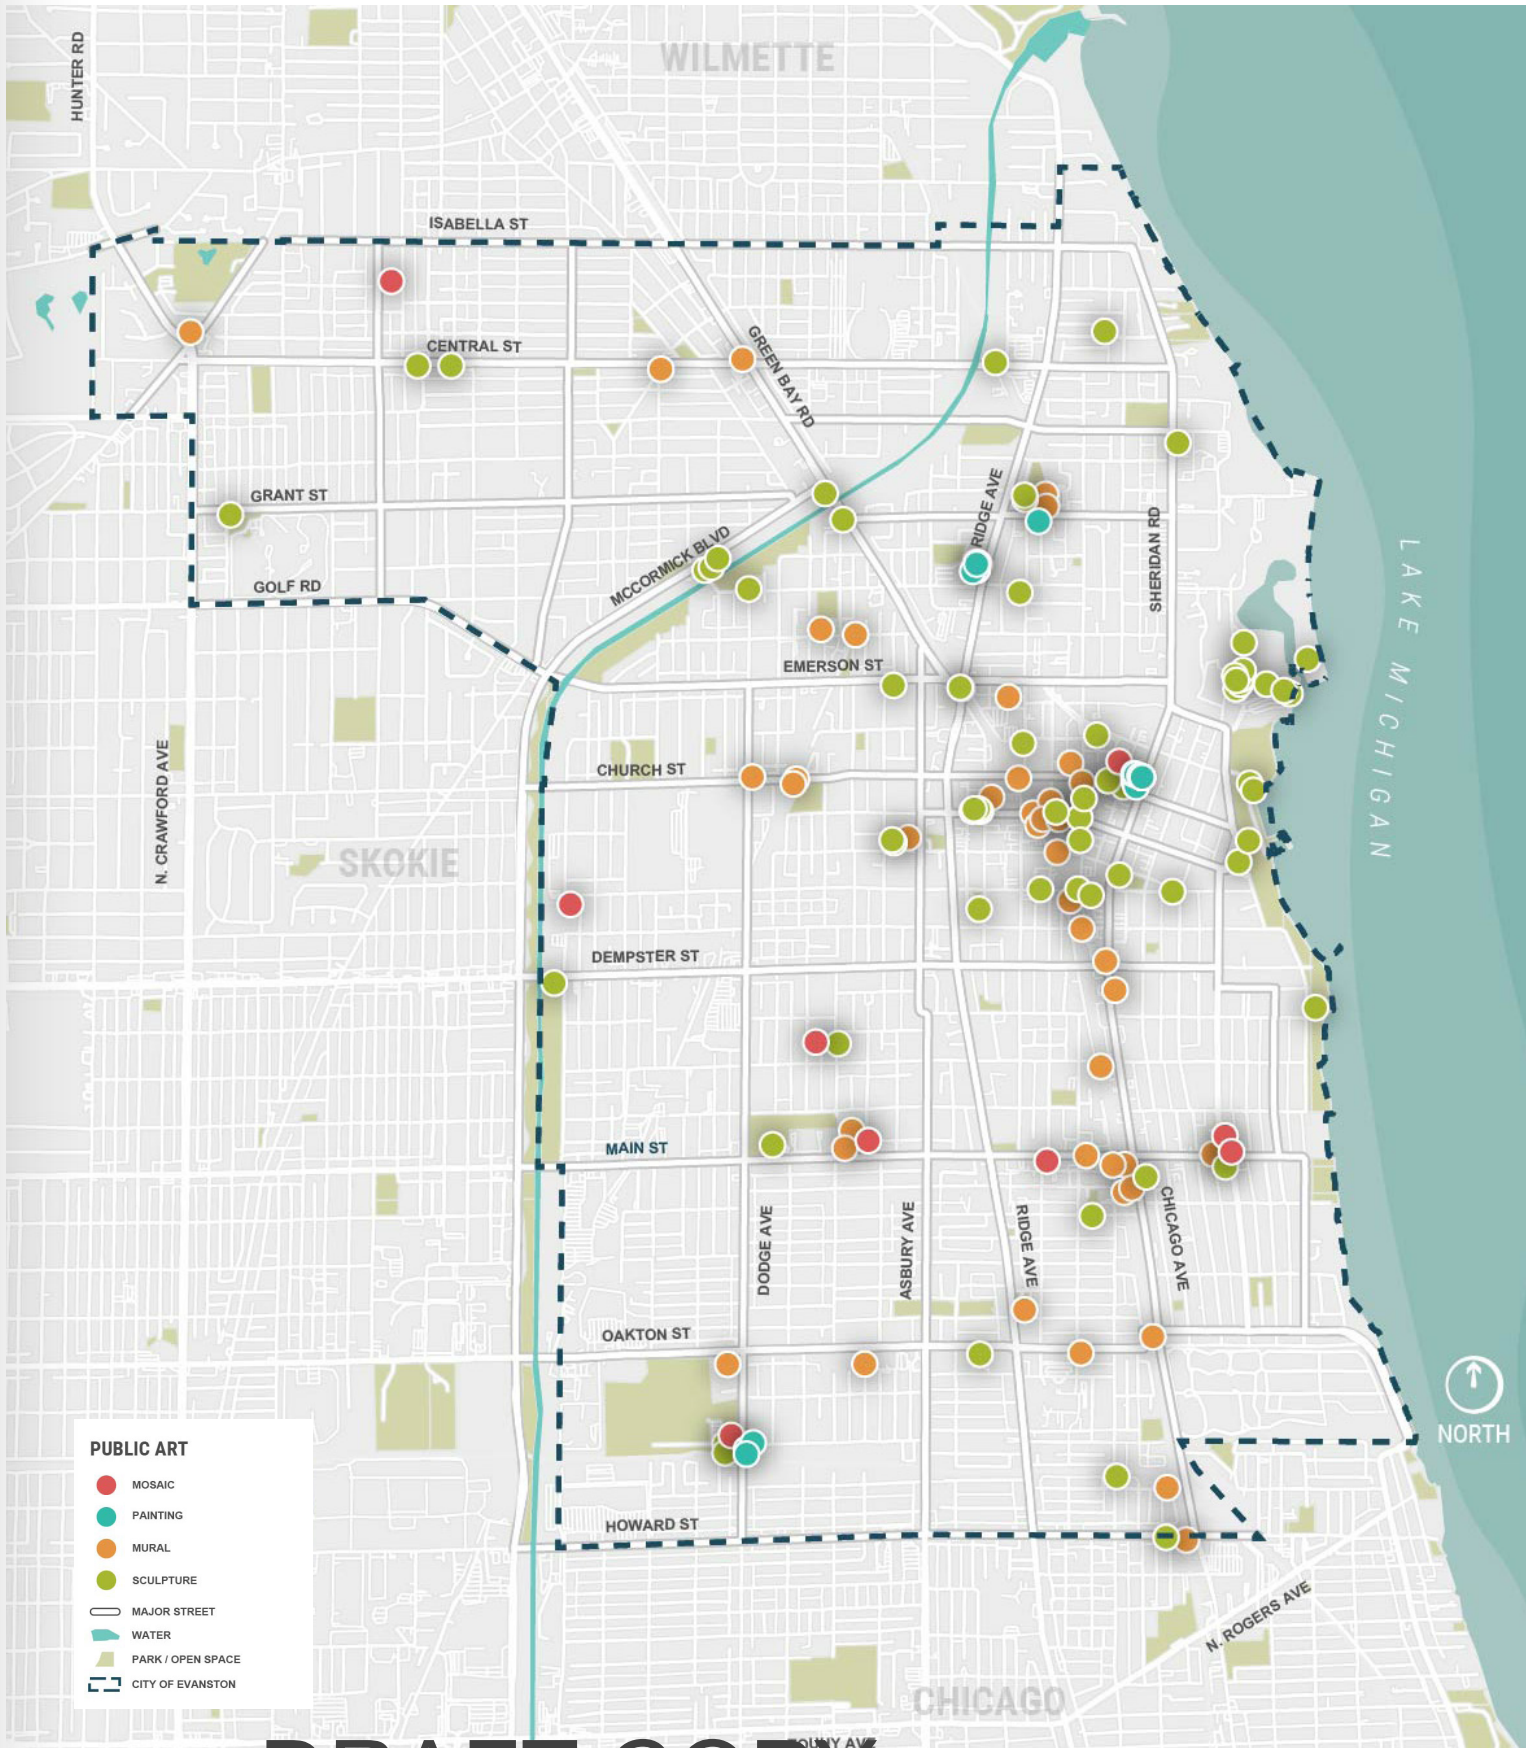 WILMETTE
HUNTER RD
ISABELLA ST
CENTRAL ST
GREEN BAY RD
GRANT ST
RIDGE AVE
MCCORMICK BLVD
SHERIDAN RD
GOLF RD
LAKE MICHIGAN
EMERSON ST
N. CRAWFORD AVE
CHURCH ST
SKOKIE
DEMPSTER ST
MAIN ST
DODGE AVE
ASBURY AVE
RIDGE AVE
CHICAGO AVE
OAKTON ST
NORTH
PUBLIC ART
MOSAIC
PAINTING
MURAL
SCULPTURE
MAJOR STREET
WATER
PARK / OPEN SPACE
CITY OF EVANSTON
HOWARD ST
N. ROGERS AVE
CHICAGO
DRAFT COPY